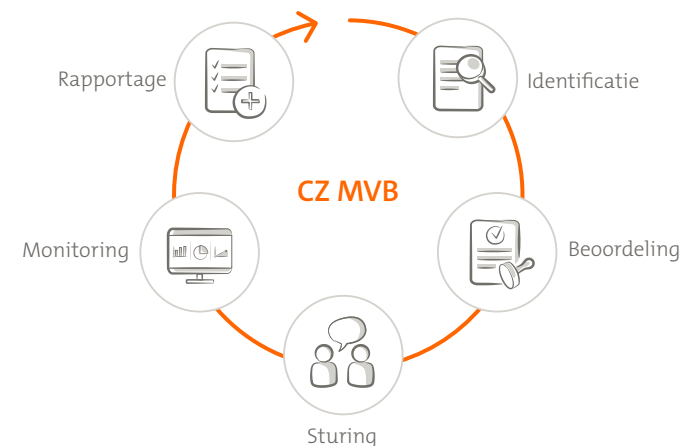 Rapportage
Identificatie
CZ MVB
Monitoring
Beoordeling
Sturing